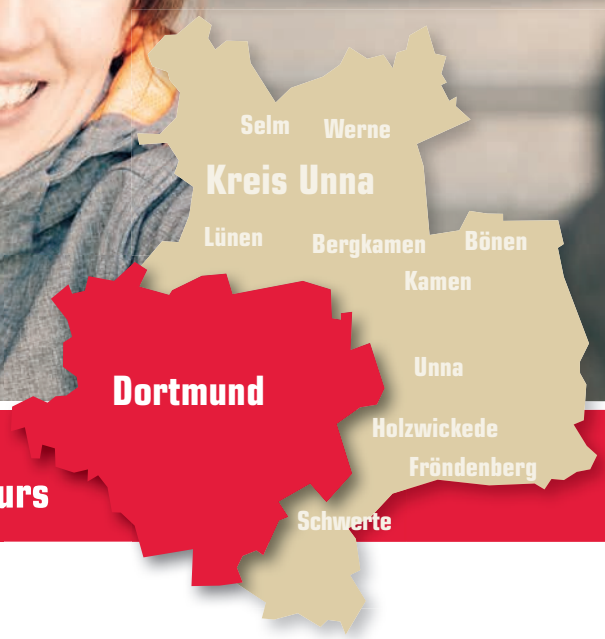 Selm Werne
Kreis Unna
Lünen Bergkamen Bönen
Kamen
Unna
Dortmund
Holzwickede
Fröndenberg
urs
Schwerte